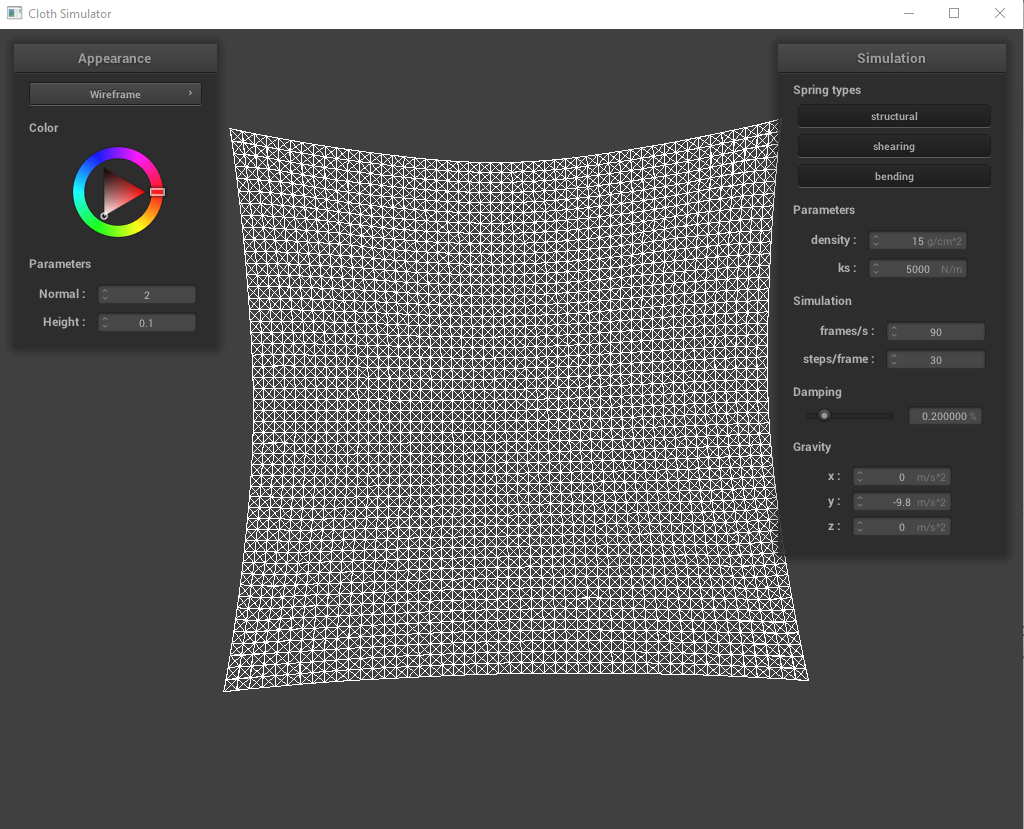 Cloth Simulator
Appearance
Wireframe
Color
Parameters
Normal : 2
Height : 0.1
Simulation
Spring types
structural
shearing
bending
Parameters
density : 15 g/cm^2
ks : 5000 N/m
Simulation
frames/s : 90
steps/frame : 30
Damping
0.200000 %
Gravity
x : 0 m/s^2
y : -9.8 m/s^2
z : 0 m/s^2